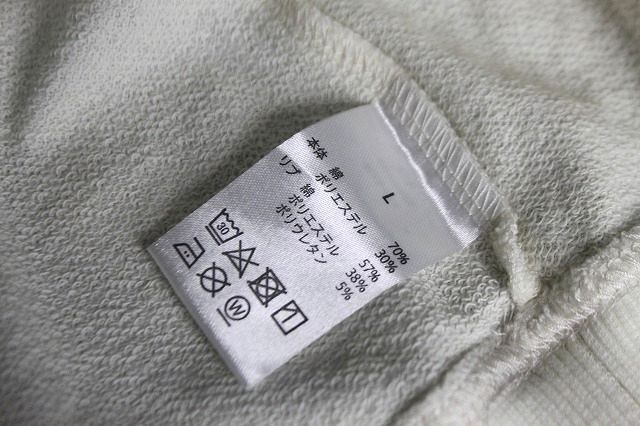 L
本体 綿 70%
ポリエステル 30%
リブ 綿 57%
ポリエステル 38%
ポリウレタン 5%
30
W